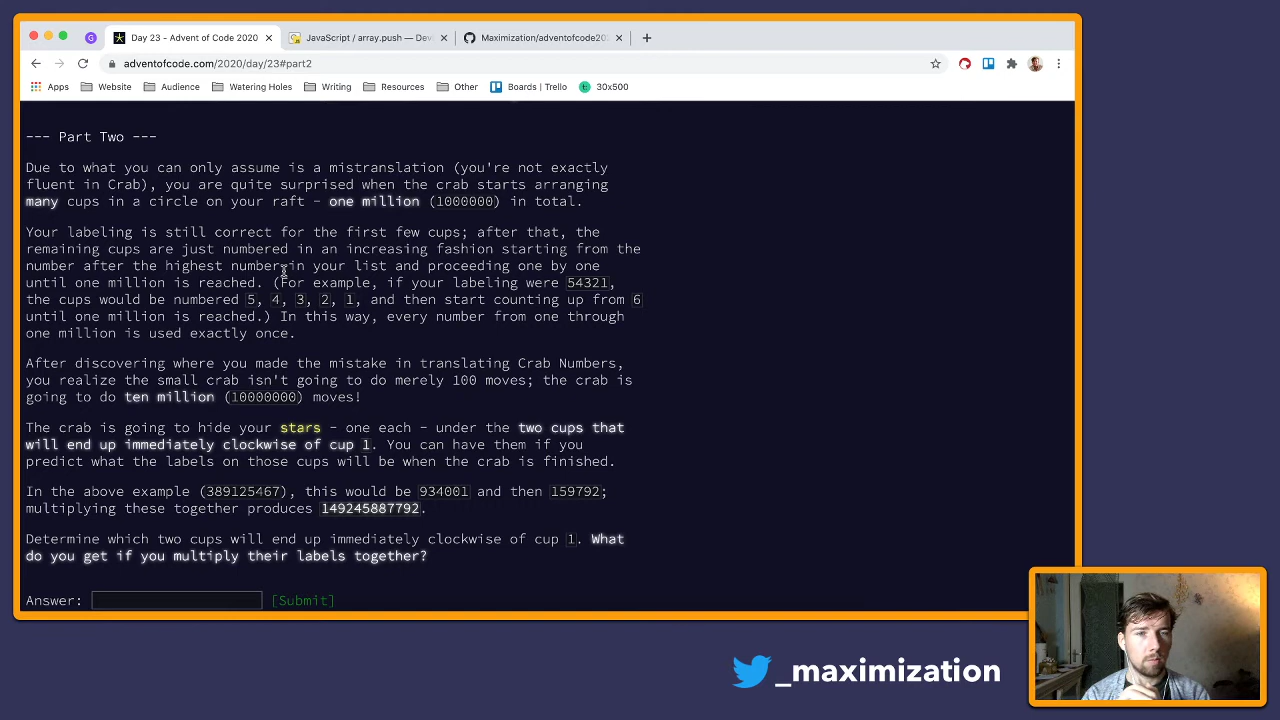 Day 23 - Advent of Code 2020
JavaScript / array.push — Dev
Maximization/adventofcode202
adventofcode.com/2020/day/23#part2
Apps Website Audience Watering Holes Writing Resources Other Boards | Trello 30x500
--- Part Two ---
Due to what you can only assume is a mistranslation (you're not exactly
fluent in Crab), you are quite surprised when the crab starts arranging
many cups in a circle on your raft - one million (1000000) in total.
Your labeling is still correct for the first few cups; after that, the
remaining cups are just numbered in an increasing fashion starting from the
number after the highest number in your list and proceeding one by one
until one million is reached. (For example, if your labeling were 54321,
the cups would be numbered 5, 4, 3, 2, 1, and then start counting up from 6
until one million is reached.) In this way, every number from one through
one million is used exactly once.
After discovering where you made the mistake in translating Crab Numbers,
you realize the small crab isn't going to do merely 100 moves; the crab is
going to do ten million (10000000) moves!
The crab is going to hide your stars - one each - under the two cups that
will end up immediately clockwise of cup 1. You can have them if you
predict what the labels on those cups will be when the crab is finished.
In the above example (389125467), this would be 934001 and then 159792;
multiplying these together produces 149245887792.
Determine which two cups will end up immediately clockwise of cup 1. What
do you get if you multiply their labels together?
Answer: [Submit]
_maximization